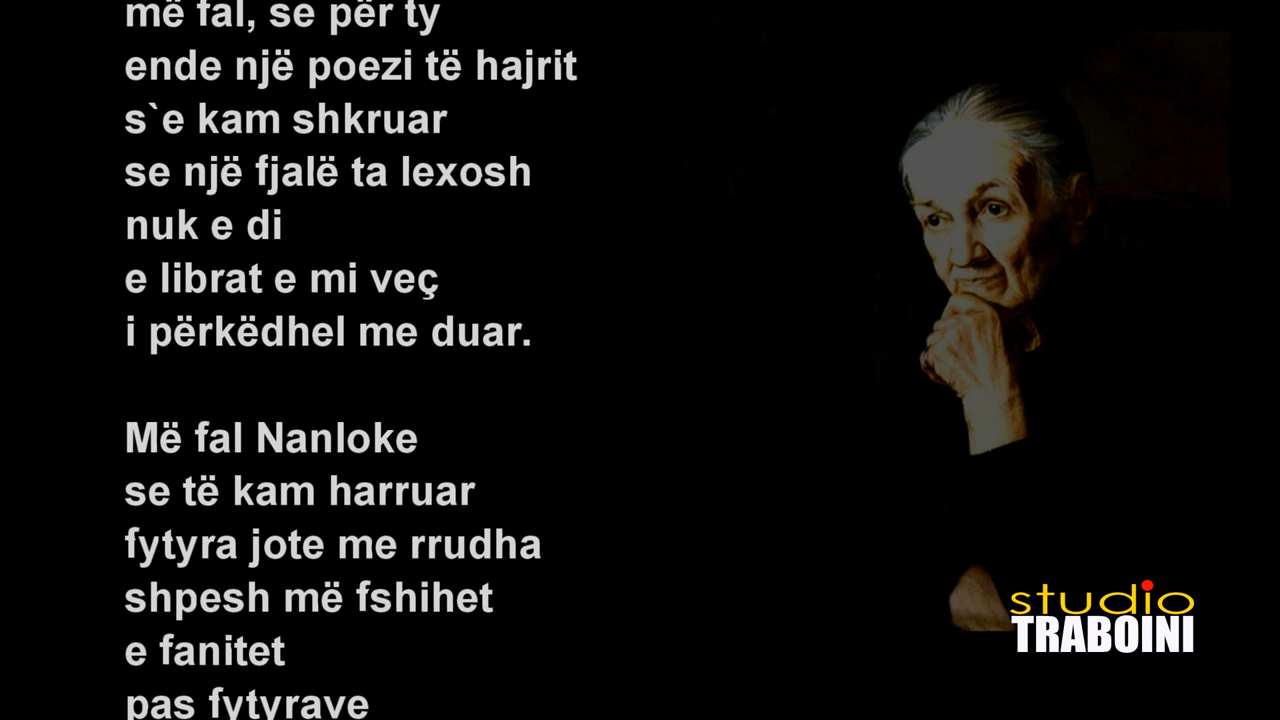 më fal, se për ty
ende një poezi të hajrit
s`e kam shkruar
se një fjalë ta lexosh
nuk e di
e librat e mi veç
i përkëdhel me duar.
Më fal Nanloke
se të kam harruar
fytyra jote me rrudha
shpesh më fshihet
e fanitet
pas fytyrave
studio
TRABOINI